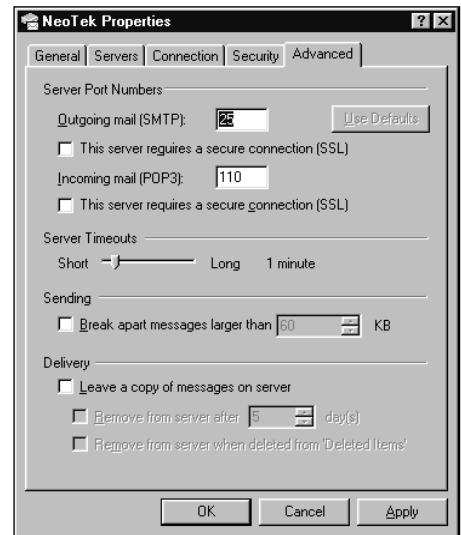 NeoTek Properties
General Servers Connection Security Advanced
Server Port Numbers
Outgoing mail (SMTP): 25 Use Defaults
This server requires a secure connection (SSL)
Incoming mail (POP3): 110
This server requires a secure connection (SSL)
Server Timeouts
Short Long 1 minute
Sending
Break apart messages larger than 60 KB
Delivery
Leave a copy of messages on server
Remove from server after 5 day(s)
Remove from server when deleted from 'Deleted Items'
OK Cancel Apply